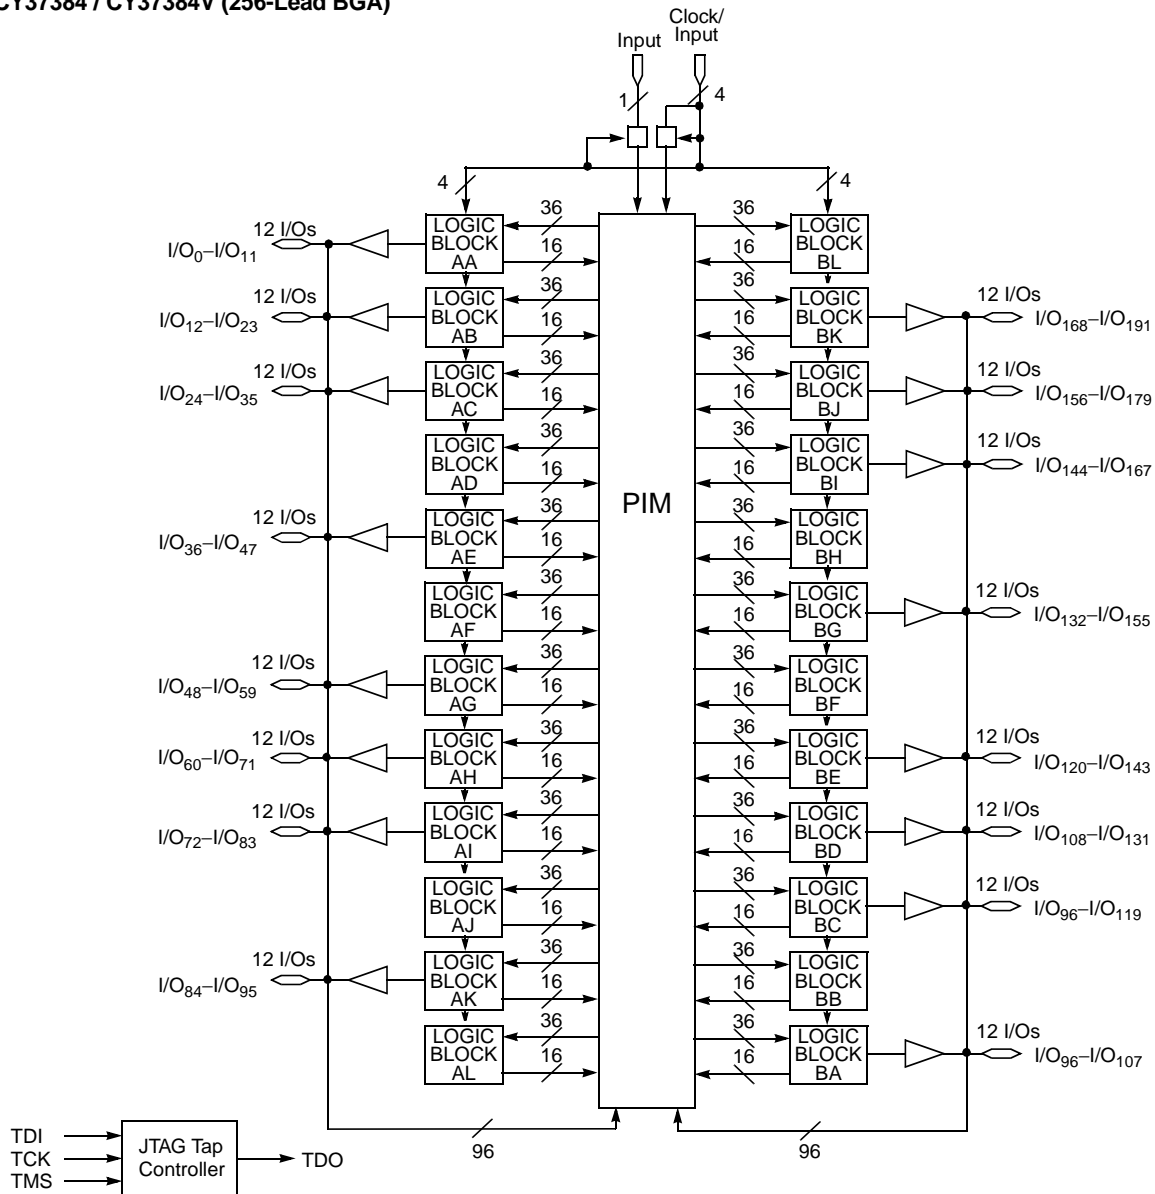 CY37384 / CY37384V (256-Lead BGA)
Clock/
Input
Input
1
4
4
4
12 I/Os
I/O0–I/O11
LOGIC
BLOCK
AA
36
16
36
16
LOGIC
BLOCK
BL
12 I/Os
I/O12–I/O23
LOGIC
BLOCK
AB
36
16
36
16
LOGIC
BLOCK
BK
12 I/Os
I/O168–I/O191
12 I/Os
I/O24–I/O35
LOGIC
BLOCK
AC
36
16
36
16
LOGIC
BLOCK
BJ
12 I/Os
I/O156–I/O179
LOGIC
BLOCK
AD
36
16
36
16
LOGIC
BLOCK
BI
12 I/Os
I/O144–I/O167
PIM
12 I/Os
I/O36–I/O47
LOGIC
BLOCK
AE
36
16
36
16
LOGIC
BLOCK
BH
LOGIC
BLOCK
AF
36
16
36
16
LOGIC
BLOCK
BG
12 I/Os
I/O132–I/O155
12 I/Os
I/O48–I/O59
LOGIC
BLOCK
AG
36
16
36
16
LOGIC
BLOCK
BF
12 I/Os
I/O60–I/O71
LOGIC
BLOCK
AH
36
16
36
16
LOGIC
BLOCK
BE
12 I/Os
I/O120–I/O143
12 I/Os
I/O72–I/O83
LOGIC
BLOCK
AI
36
16
36
16
LOGIC
BLOCK
BD
12 I/Os
I/O108–I/O131
LOGIC
BLOCK
AJ
36
16
36
16
LOGIC
BLOCK
BC
12 I/Os
I/O96–I/O119
12 I/Os
I/O84–I/O95
LOGIC
BLOCK
AK
36
16
36
16
LOGIC
BLOCK
BB
LOGIC
BLOCK
AL
36
16
36
16
LOGIC
BLOCK
BA
12 I/Os
I/O96–I/O107
96
96
TDI
TCK
TMS
JTAG Tap
Controller
TDO